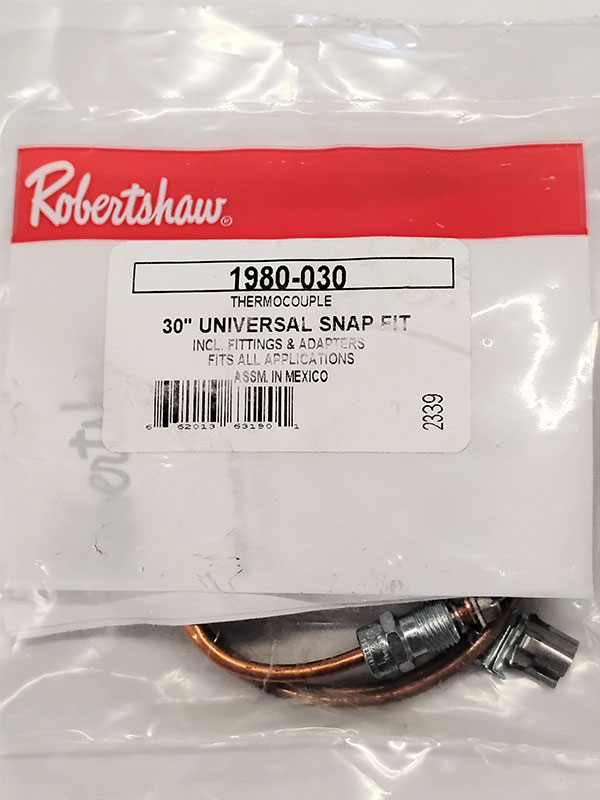 Robertshaw®
1980-030
THERMOCOUPLE
30" UNIVERSAL SNAP FIT
INCL. FITTINGS & ADAPTERS
FITS ALL APPLICATIONS
ASSM. IN MEXICO
6 62013 63190 1
2339